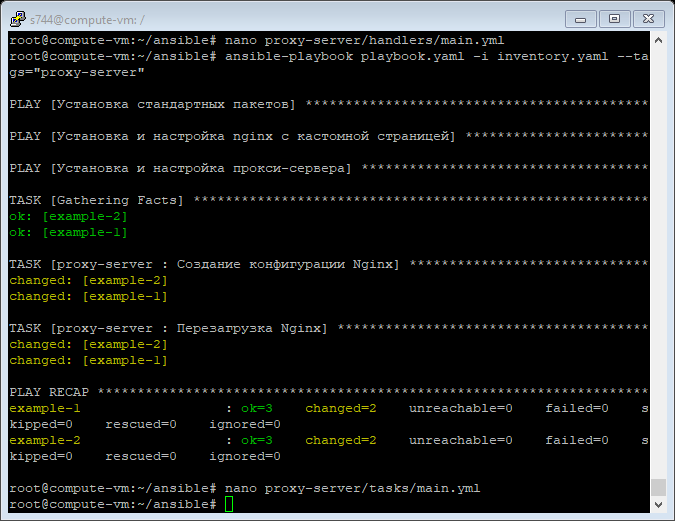 s744@compute-vm: /
root@compute-vm:~/ansible# nano proxy-server/handlers/main.yml
root@compute-vm:~/ansible# ansible-playbook playbook.yaml -i inventory.yaml --ta
gs="proxy-server"
PLAY [Установка стандартных пакетов] *******************************************
PLAY [Установка и настройка nginx с кастомной страницей] ***********************
PLAY [Установка и настройка прокси-сервера] ************************************
TASK [Gathering Facts] *********************************************************
ok: [example-2]
ok: [example-1]
TASK [proxy-server : Создание конфигурации Nginx] ******************************
changed: [example-2]
changed: [example-1]
TASK [proxy-server : Перезагрузка Nginx] ***************************************
changed: [example-2]
changed: [example-1]
PLAY RECAP *********************************************************************
example-1                  : ok=3    changed=2    unreachable=0    failed=0    s
kipped=0    rescued=0    ignored=0
example-2                  : ok=3    changed=2    unreachable=0    failed=0    s
kipped=0    rescued=0    ignored=0
root@compute-vm:~/ansible# nano proxy-server/tasks/main.yml
root@compute-vm:~/ansible#